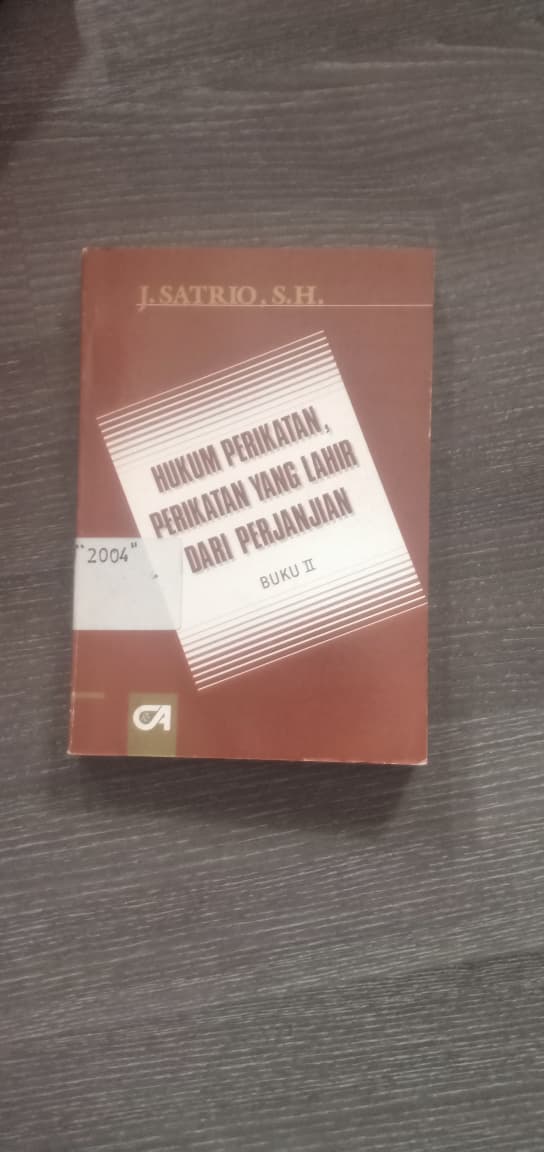 J. SATRIO, S.H.
HUKUM PERIKATAN,
PERIKATAN YANG LAHIR
DARI PERJANJIAN
BUKU II
"2004"